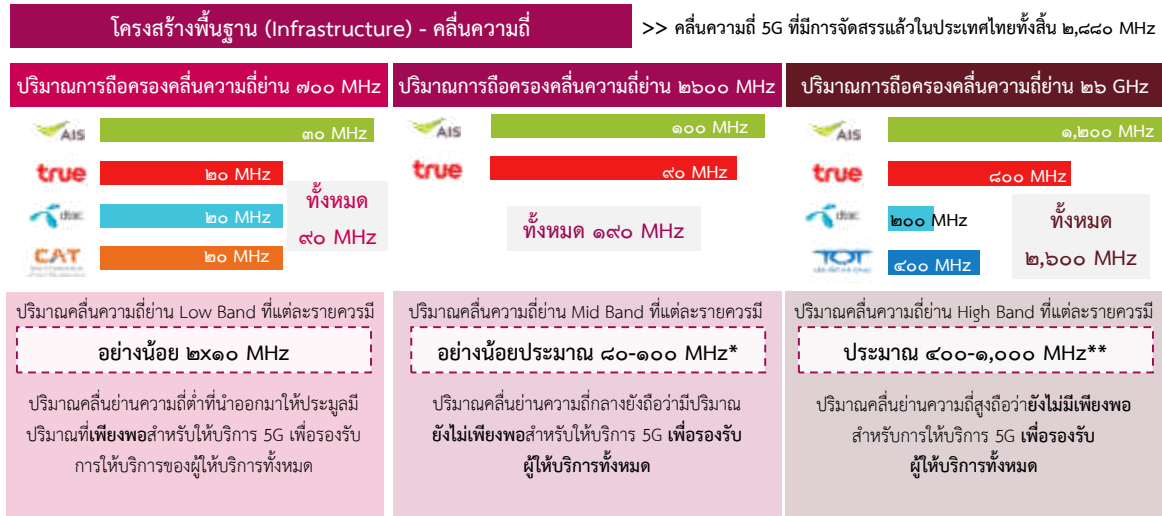 โครงสร้างพื้นฐาน (Infrastructure) - คลื่นความถี่
>> คลื่นความถี่ 5G ที่มีการจัดสรรแล้วในประเทศไทยทั้งสิ้น ๒,๘๘๐ MHz
ปริมาณการถือครองคลื่นความถี่ย่าน ๗๐๐ MHz
AIS ๓๐ MHz
true ๒๐ MHz
dtac ๒๐ MHz
CAT ๒๐ MHz
ทั้งหมด
๙๐ MHz
ปริมาณคลื่นความถี่ย่าน Low Band ที่แต่ละรายควรมี
อย่างน้อย ๒x๑๐ MHz
ปริมาณคลื่นย่านความถี่ต่ำที่นำออกมาให้ประมูลมี
ปริมาณที่เพียงพอสำหรับให้บริการ 5G เพื่อรองรับ
การให้บริการของผู้ให้บริการทั้งหมด
ปริมาณการถือครองคลื่นความถี่ย่าน ๒๖๐๐ MHz
AIS ๑๐๐ MHz
true ๙๐ MHz
ทั้งหมด ๑๙๐ MHz
ปริมาณคลื่นความถี่ย่าน Mid Band ที่แต่ละรายควรมี
อย่างน้อยประมาณ ๘๐-๑๐๐ MHz*
ปริมาณคลื่นย่านความถี่กลางยังถือว่ามีปริมาณ
ยังไม่เพียงพอสำหรับให้บริการ 5G เพื่อรองรับ
ผู้ให้บริการทั้งหมด
ปริมาณการถือครองคลื่นความถี่ย่าน ๒๖ GHz
AIS ๑,๒๐๐ MHz
true ๘๐๐ MHz
dtac ๒๐๐ MHz
TOT ๔๐๐ MHz
ทั้งหมด
๒,๖๐๐ MHz
ปริมาณคลื่นความถี่ย่าน High Band ที่แต่ละรายควรมี
ประมาณ ๔๐๐-๑,๐๐๐ MHz**
ปริมาณคลื่นย่านความถี่สูงถือว่ายังไม่มีเพียงพอ
สำหรับการให้บริการ 5G เพื่อรองรับ
ผู้ให้บริการทั้งหมด